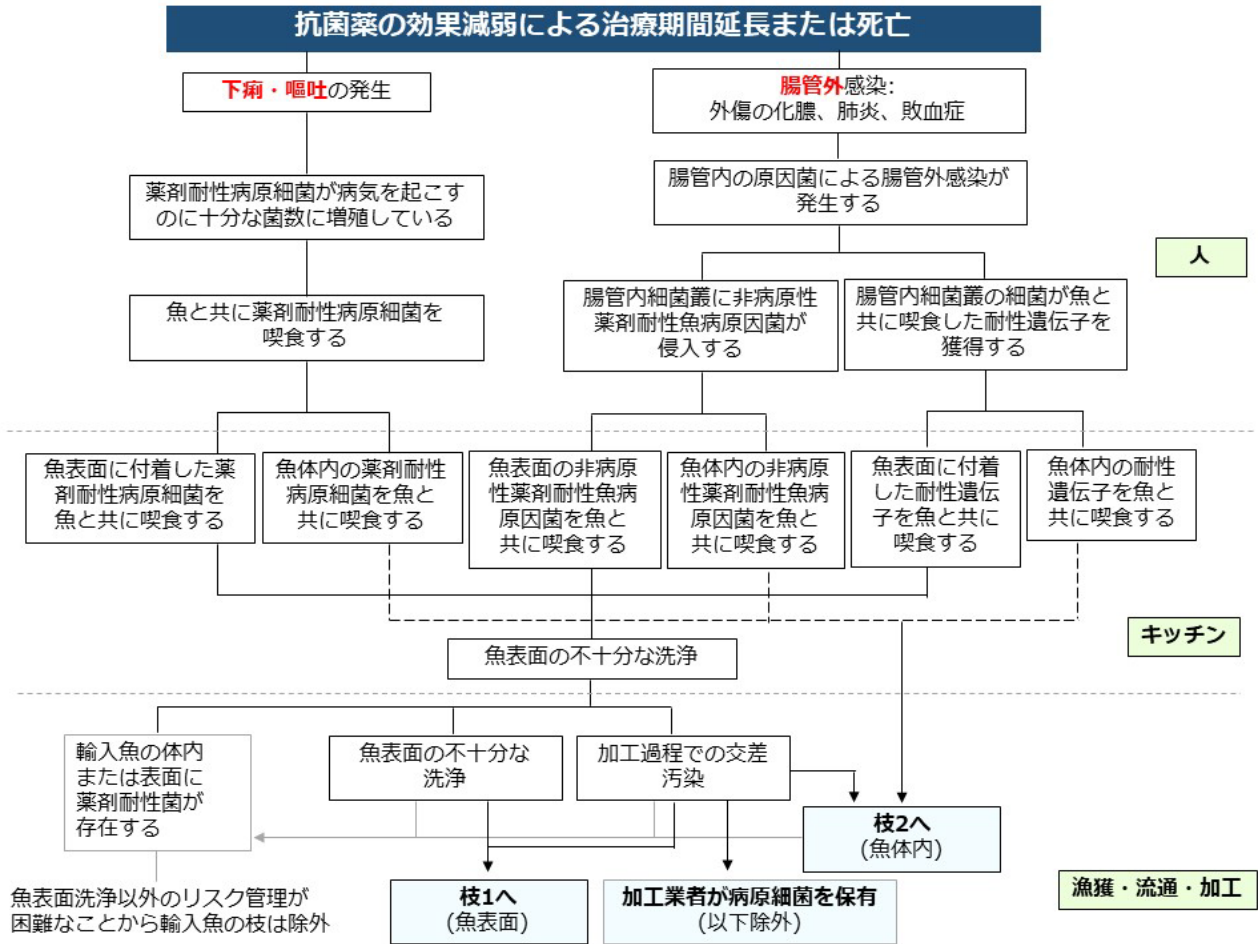 抗菌薬の効果減弱による治療期間延長または死亡
下痢・嘔吐の発生
腸管外感染:
外傷の化膿、肺炎、敗血症
薬剤耐性病原細菌が病気を起こす
のに十分な菌数に増殖している
腸管内の原因菌による腸管外感染が
発生する
人
魚と共に薬剤耐性病原細菌を
喫食する
腸管内細菌叢に非病原性
薬剤耐性魚病原因菌が
侵入する
腸管内細菌叢の細菌が魚と
共に喫食した耐性遺伝子を
獲得する
魚表面に付着した薬
剤耐性病原細菌を
魚と共に喫食する
魚体内の薬剤耐性
病原細菌を魚と
共に喫食する
魚表面の非病原
性薬剤耐性魚病
原因菌を魚と
共に喫食する
魚体内の非病原
性薬剤耐性魚病
原因菌を魚と
共に喫食する
魚表面に付着
した耐性遺伝
子を魚と共に
喫食する
魚体内の耐性
遺伝子を魚と
共に喫食する
キッチン
魚表面の不十分な洗浄
輸入魚の体内
または表面に
薬剤耐性菌が
存在する
魚表面の不十分な
洗浄
加工過程での交差
汚染
枝2へ
(魚体内)
魚表面洗浄以外のリスク管理が
困難なことから輸入魚の枝は除外
枝1へ
(魚表面)
加工業者が病原細菌を保有
(以下除外)
漁獲・流通・加工